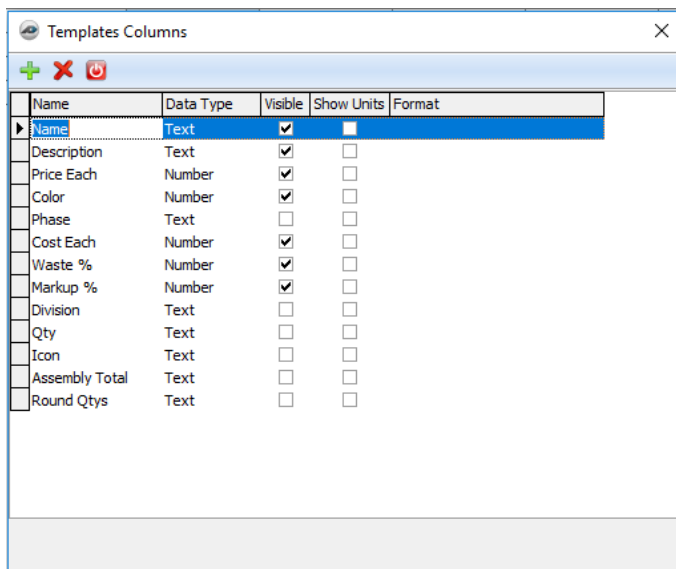 Templates Columns
Name Data Type Visible Show Units Format
Name Text
Description Text
Price Each Number
Color Number
Phase Text
Cost Each Number
Waste % Number
Markup % Number
Division Text
Qty Text
Icon Text
Assembly Total Text
Round Qtys Text